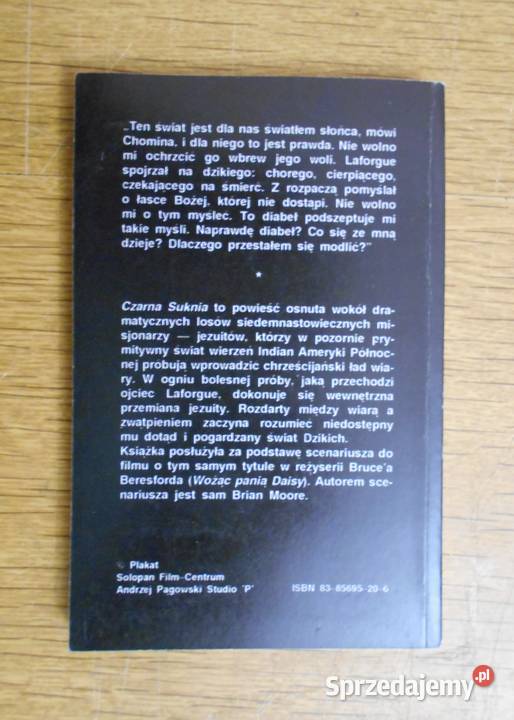 „Ten świat jest dla nas światłem słońca, mówi
Chomina, i dla niego to jest prawda. Nie wolno
mi ochrzcić go wbrew jego woli. Laforgue
spojrzał na dzikiego: chorego, cierpiącego,
czekającego na śmierć. Z rozpaczą pomyślał
o łasce Bożej, której nie dostąpi. Nie wolno
mi o tym myśleć. To diabeł podszeptuje mi
takie myśli. Naprawdę diabeł? Co się ze mną
dzieje? Dlaczego przestałem się modlić?"
*
Czarna Suknia to powieść osnuta wokół dra-
matycznych losów siedemnastowiecznych mi-
sjonarzy — jezuitów, którzy w pozornie pry-
mitywny świat wierzeń Indian Ameryki Północ-
nej próbują wprowadzić chrześcijański ład wia-
ry. W ogniu bolesnej próby, jaką przechodzi
ojciec Laforgue, dokonuje się wewnętrzna
przemiana jezuity. Rozdarty między wiarą a
zwątpieniem zaczyna rozumieć niedostępny
mu dotąd i pogardzany świat Dzikich.
Książka posłużyła za podstawę scenariusza do
filmu o tym samym tytule w reżyserii Bruce'a
Beresforda (Wożąc panią Daisy). Autorem sce-
nariusza jest sam Brian Moore.
© Plakat
Solopan Film-Centrum
Andrzej Pągowski Studio 'P'
ISBN 83-85695-20-6
Sprzedajemy.pl